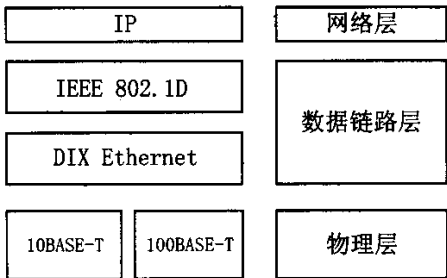 IP
网络层
IEEE 802.1D
数据链路层
DIX Ethernet
10BASE-T
100BASE-T
物理层